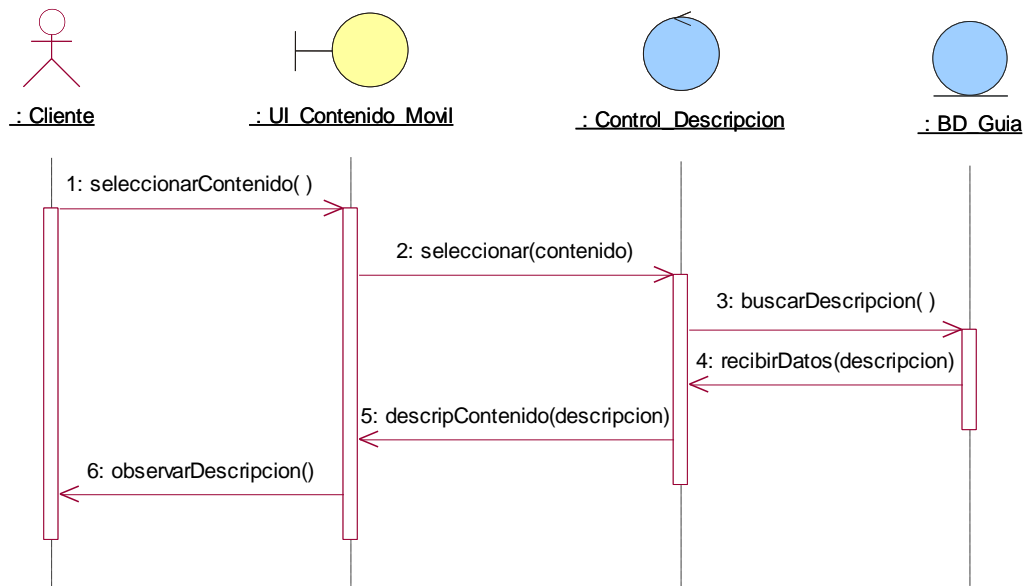 : Cliente
: UI_Contenido_Movil
: Control_Descripcion
: BD_Guia
1: seleccionarContenido( )
2: seleccionar(contenido)
3: buscarDescripcion( )
4: recibirDatos(descripcion)
5: descripContenido(descripcion)
6: observarDescripcion()